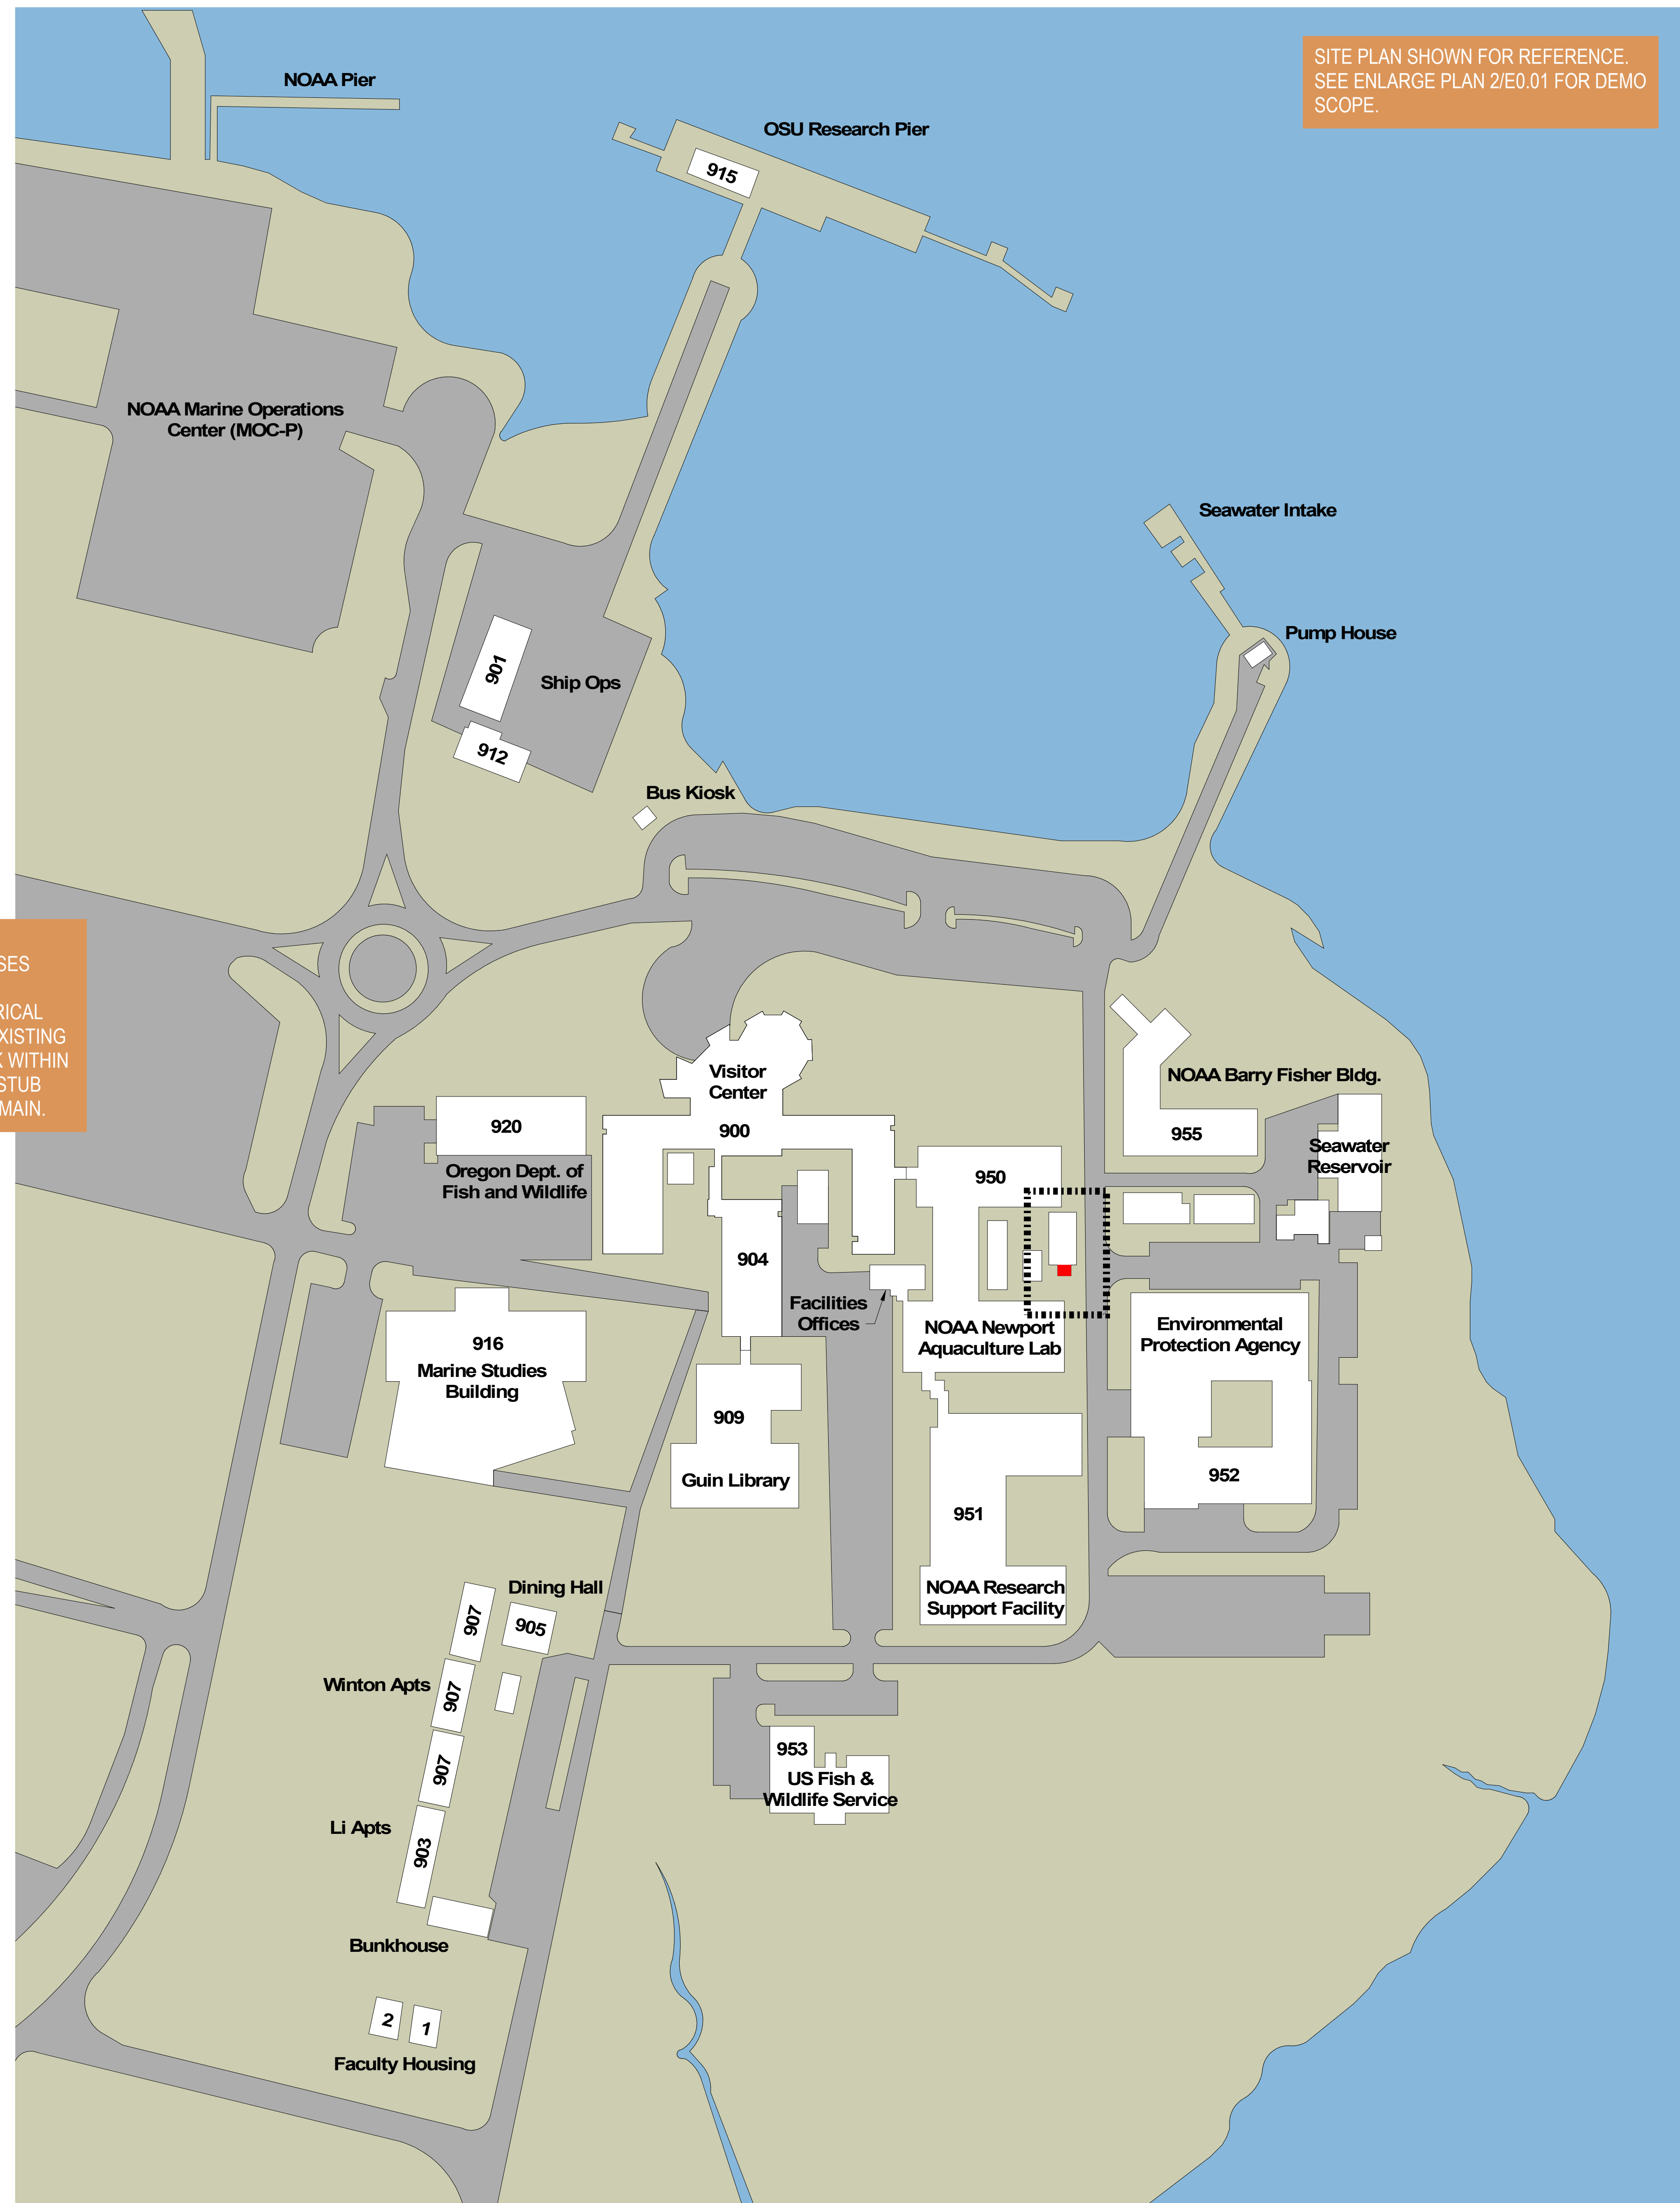 SITE PLAN SHOWN FOR REFERENCE.
SEE ENLARGE PLAN 2/E0.01 FOR DEMO
SCOPE.
NOAA Pier
OSU Research Pier
915
NOAA Marine Operations
Center (MOC-P)
Seawater Intake
Pump House
901
Ship Ops
912
Bus Kiosk
SES
RICAL
EXISTING
K WITHIN
STUB
MAIN.
Visitor
Center
900
NOAA Barry Fisher Bldg.
955
Seawater
Reservoir
920
Oregon Dept. of
Fish and Wildlife
950
904
Facilities
Offices
NOAA Newport
Aquaculture Lab
Environmental
Protection Agency
916
Marine Studies
Building
909
Guin Library
952
951
NOAA Research
Support Facility
Dining Hall
907
905
Winton Apts
907
907
953
US Fish &
Wildlife Service
Li Apts
903
Bunkhouse
2
1
Faculty Housing